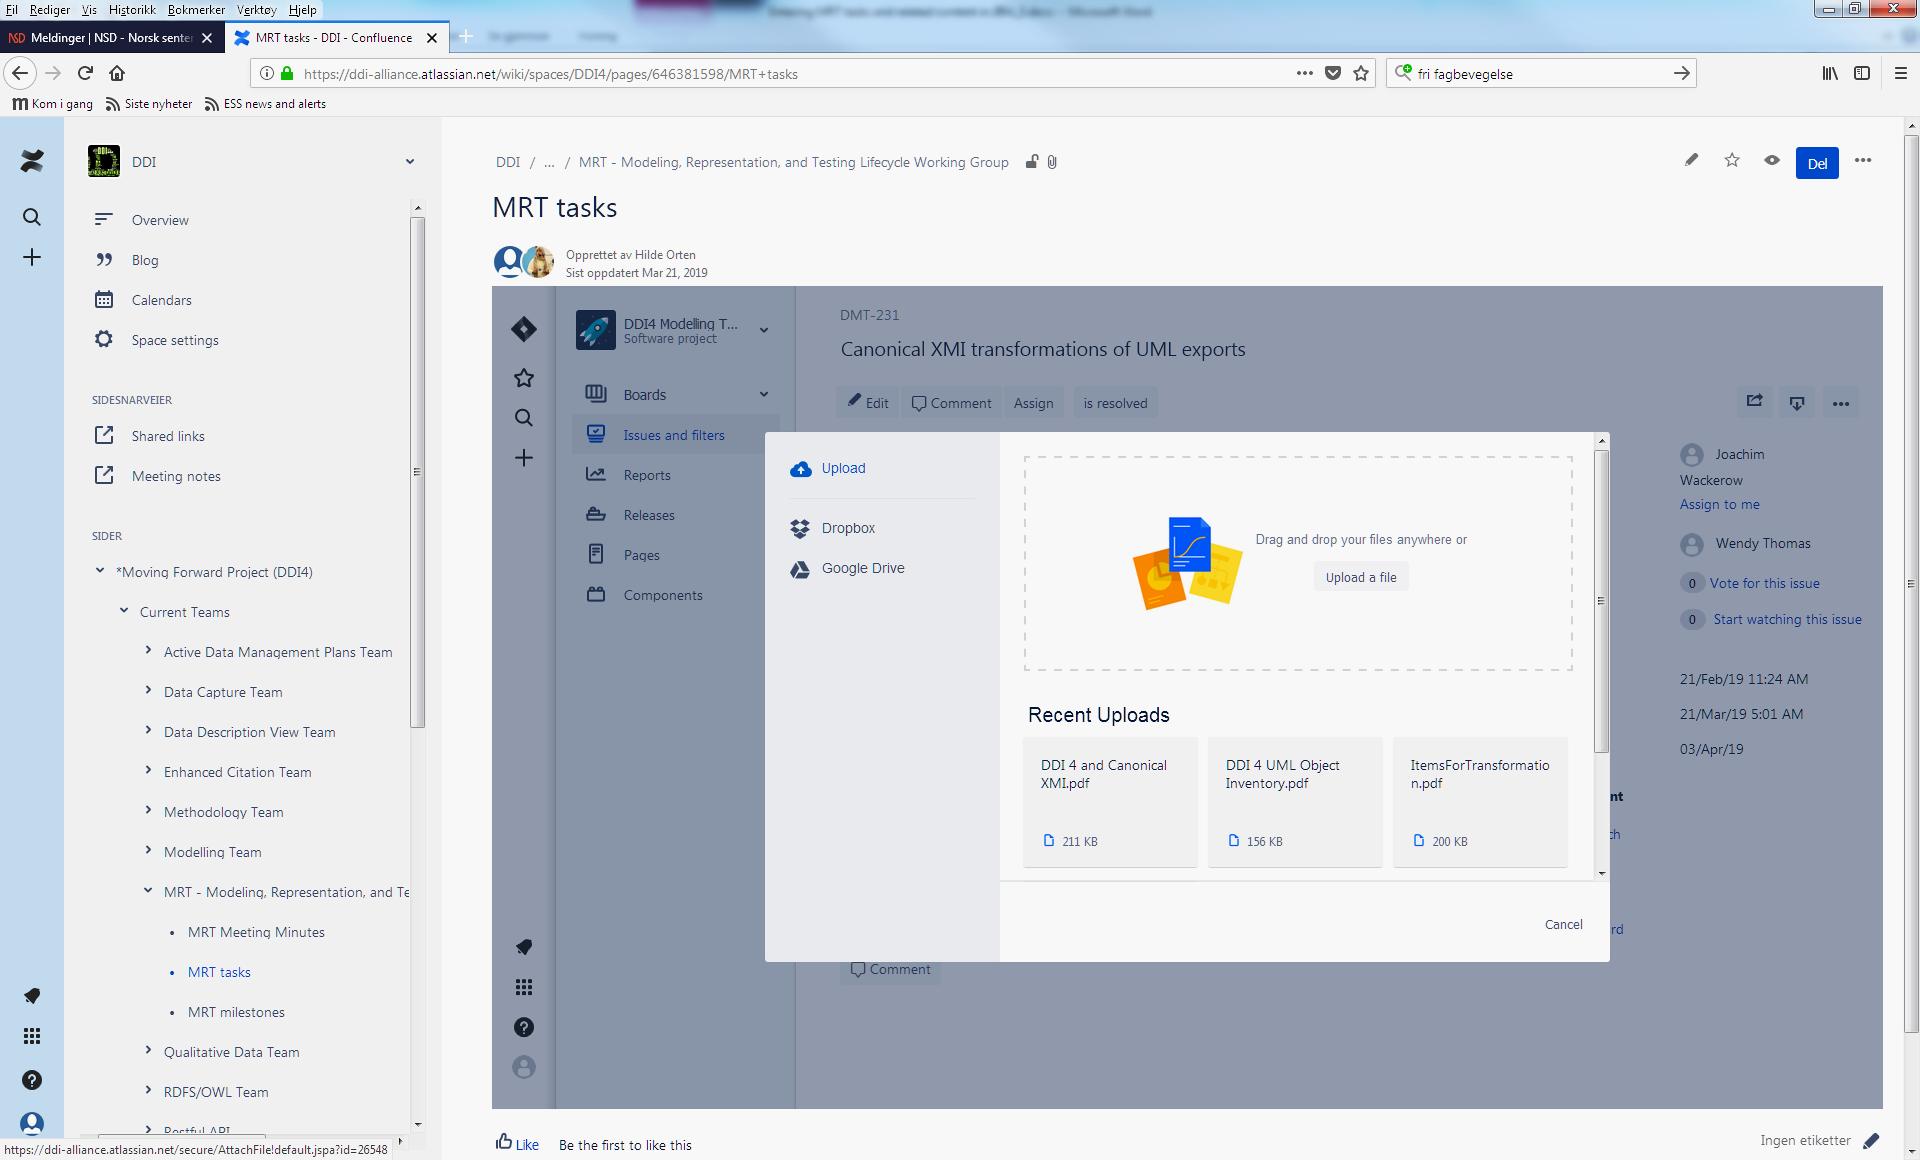 Fil Rediger Vis Historikk Bokmerker Verktøy Hjelp
NSD Meldinger | NSD - Norsk senter
MRT tasks - DDI - Confluence
https://ddi-alliance.atlassian.net/wiki/spaces/DDI4/pages/646381598/MRT+tasks
fri fagbevegelse
Kom i gang Siste nyheter ESS news and alerts
DDI
Overview
Blog
Calendars
Space settings
SIDESNARVEIER
Shared links
Meeting notes
SIDER
*Moving Forward Project (DDI4)
Current Teams
Active Data Management Plans Team
Data Capture Team
Data Description View Team
Enhanced Citation Team
Methodology Team
Modelling Team
MRT - Modeling, Representation, and Te
MRT Meeting Minutes
MRT tasks
MRT milestones
Qualitative Data Team
RDFS/OWL Team
Restful API
https://ddi-alliance.atlassian.net/secure/AttachFile!default.jspa?id=26548
DDI / ... / MRT - Modeling, Representation, and Testing Lifecycle Working Group
Del
MRT tasks
Opprettet av Hilde Orten
Sist oppdatert Mar 21, 2019
DDI4 Modelling T...
Software project
Boards
Issues and filters
Reports
Releases
Pages
Components
DMT-231
Canonical XMI transformations of UML exports
Edit Comment Assign is resolved
Upload
Dropbox
Google Drive
Drag and drop your files anywhere or
Upload a file
Recent Uploads
DDI 4 and Canonical
XMI.pdf
211 KB
DDI 4 UML Object
Inventory.pdf
156 KB
ItemsForTransformatio
n.pdf
200 KB
Cancel
Joachim
Wackerow
Assign to me
Wendy Thomas
0 Vote for this issue
0 Start watching this issue
21/Feb/19 11:24 AM
21/Mar/19 5:01 AM
03/Apr/19
nt
ch
rd
Comment
Like Be the first to like this
Ingen etiketter